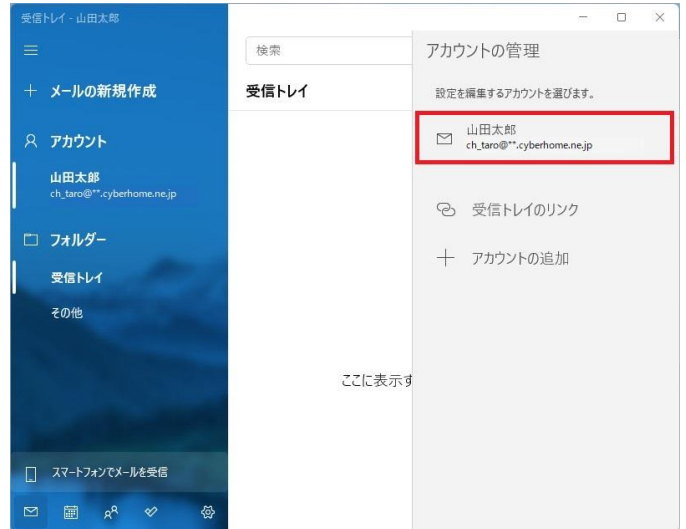 受信トレイ - 山田太郎
検索
アカウントの管理
メールの新規作成
受信トレイ
設定を編集するアカウントを選びます。
アカウント
山田太郎
ch_taro@**.cyberhome.ne.jp
山田太郎
ch_taro@**.cyberhome.ne.jp
受信トレイのリンク
フォルダー
アカウントの追加
受信トレイ
その他
ここに表示す
スマートフォンでメールを受信